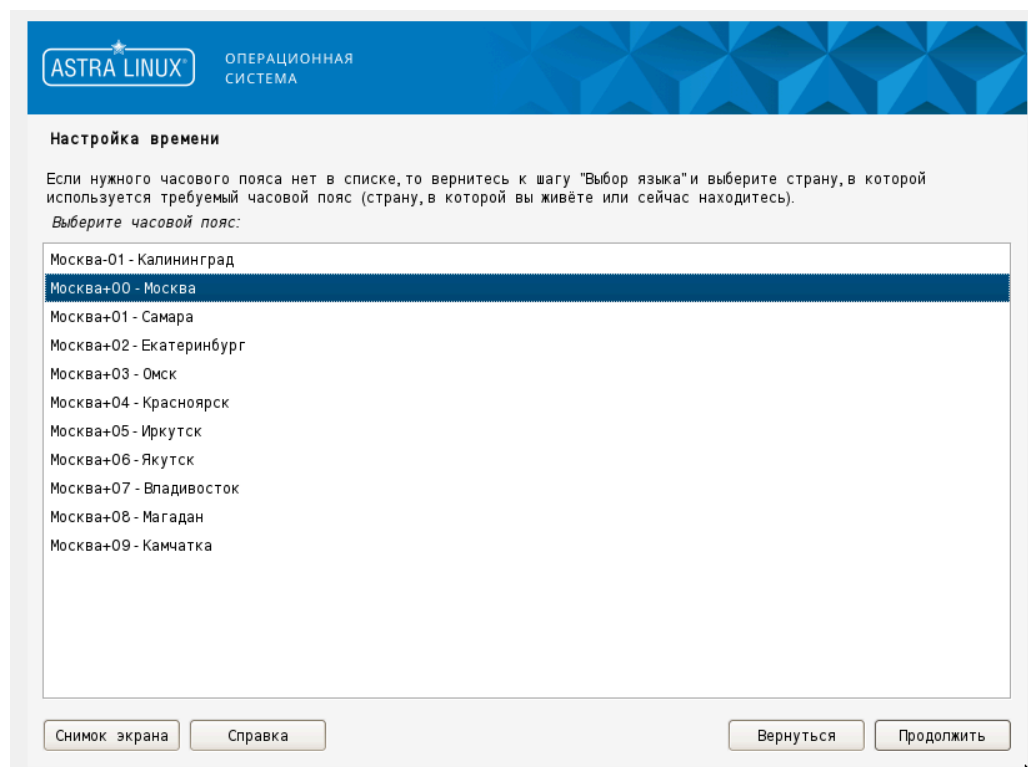 ASTRA LINUX®
ОПЕРАЦИОННАЯ
СИСТЕМА
Настройка времени
Если нужного часового пояса нет в списке, то вернитесь к шагу "Выбор языка" и выберите страну, в которой
используется требуемый часовой пояс (страну, в которой вы живёте или сейчас находитесь).
Выберите часовой пояс:
Москва-01 - Калининград
Москва+00 - Москва
Москва+01 - Самара
Москва+02 - Екатеринбург
Москва+03 - Омск
Москва+04 - Красноярск
Москва+05 - Иркутск
Москва+06 - Якутск
Москва+07 - Владивосток
Москва+08 - Магадан
Москва+09 - Камчатка
Снимок экрана Справка Вернуться Продолжить